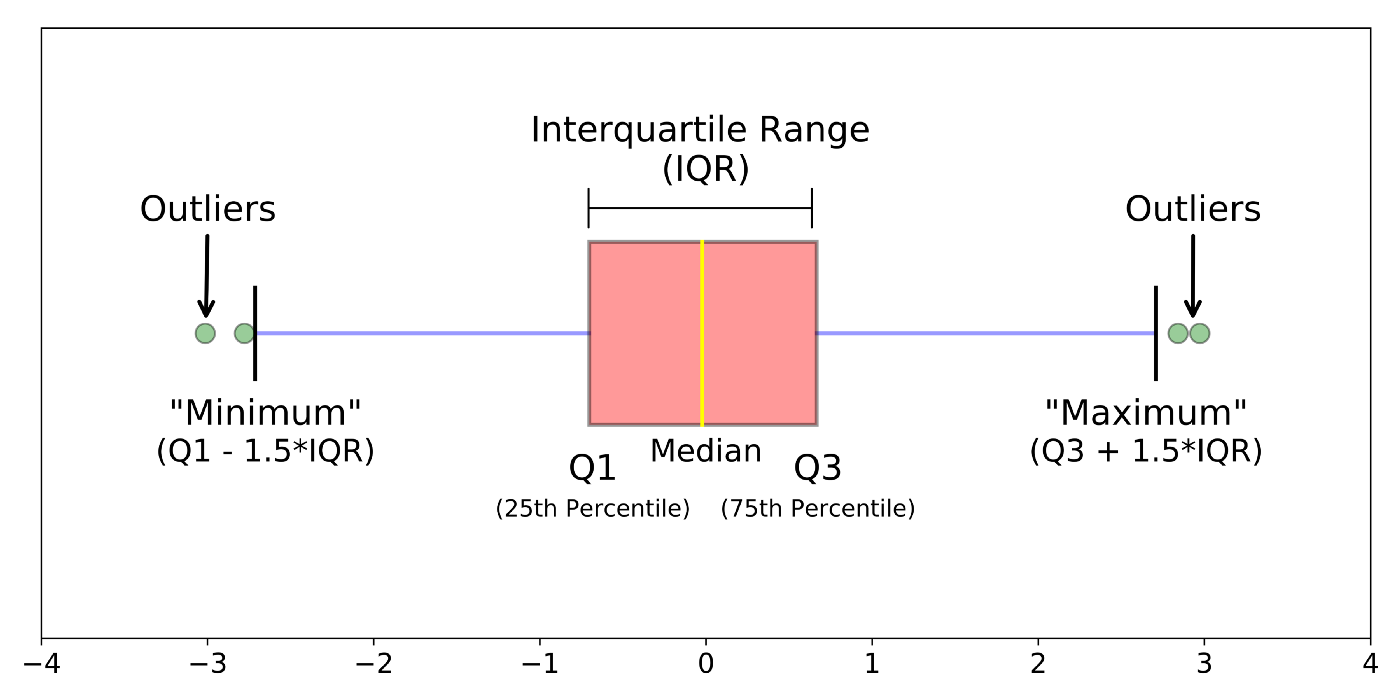 Interquartile Range
(IQR)
Outliers
Outliers
"Minimum"
(Q1 - 1.5*IQR)
"Maximum"
(Q3 + 1.5*IQR)
Median
Q1
Q3
(25th Percentile)
(75th Percentile)
−4
−3
−2
−1
0
1
2
3
4